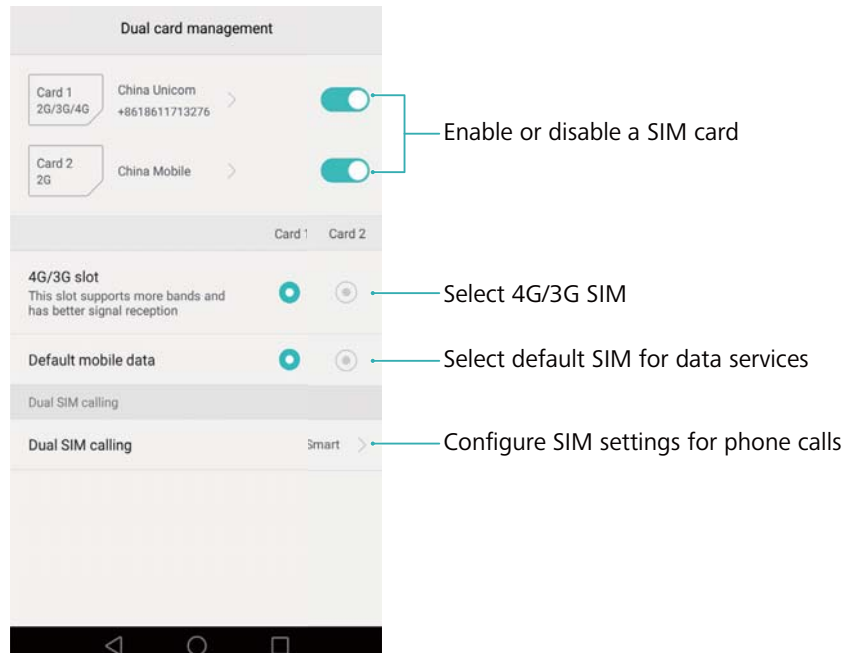 Dual card management
Card 1
2G/3G/4G
China Unicom
+8618611713276
Card 2
2G
China Mobile
Enable or disable a SIM card
Card 1 Card 2
4G/3G slot
This slot supports more bands and
has better signal reception
Select 4G/3G SIM
Default mobile data
Select default SIM for data services
Dual SIM calling
Dual SIM calling Smart
Configure SIM settings for phone calls